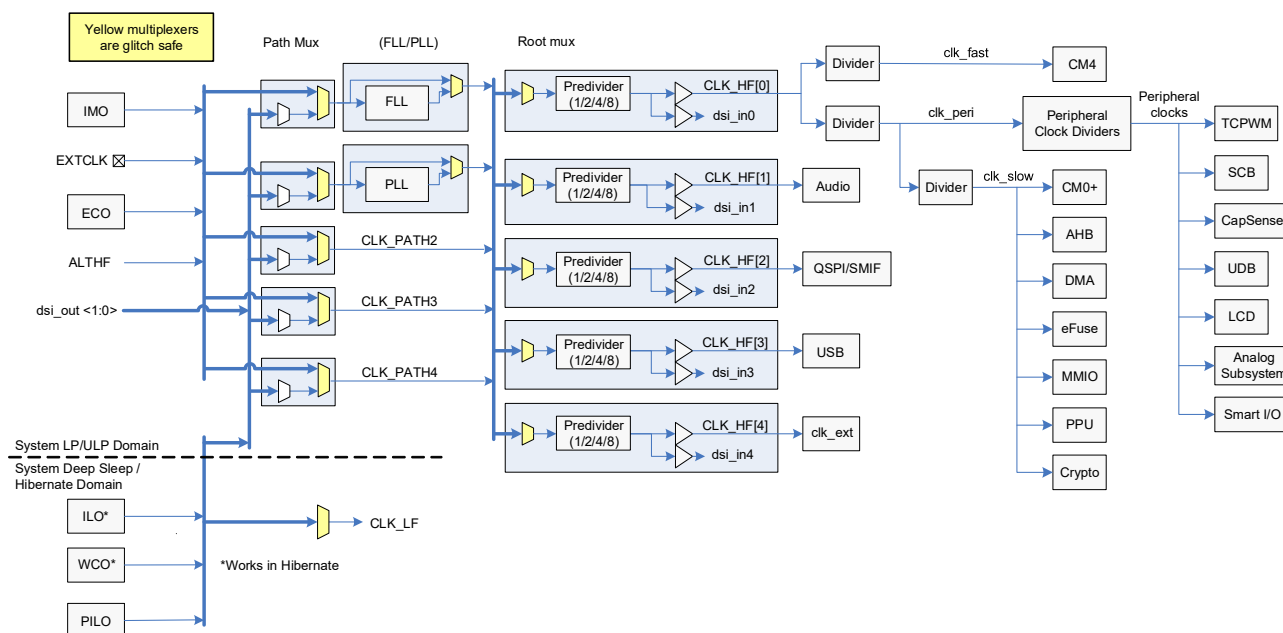 Yellow multiplexers
are glitch safe
Path Mux
(FLL/PLL)
Root mux
IMO
EXTCLK
ECO
ALTHF
dsi_out <1:0>
FLL
PLL
CLK_PATH2
CLK_PATH3
CLK_PATH4
Predivider
(1/2/4/8)
CLK_HF[0]
dsi_in0
Predivider
(1/2/4/8)
CLK_HF[1]
dsi_in1
Predivider
(1/2/4/8)
CLK_HF[2]
dsi_in2
Predivider
(1/2/4/8)
CLK_HF[3]
dsi_in3
Predivider
(1/2/4/8)
CLK_HF[4]
dsi_in4
Audio
QSPI/SMIF
USB
clk_ext
Divider
clk_fast
CM4
Divider
clk_peri
Peripheral
Clock Dividers
Peripheral
clocks
Divider
clk_slow
CM0+
AHB
DMA
eFuse
MMIO
PPU
Crypto
TCPWM
SCB
CapSense
UDB
LCD
Analog
Subsystem
Smart I/O
System LP/ULP Domain
System Deep Sleep /
Hibernate Domain
ILO*
WCO*
PILO
CLK_LF
*Works in Hibernate